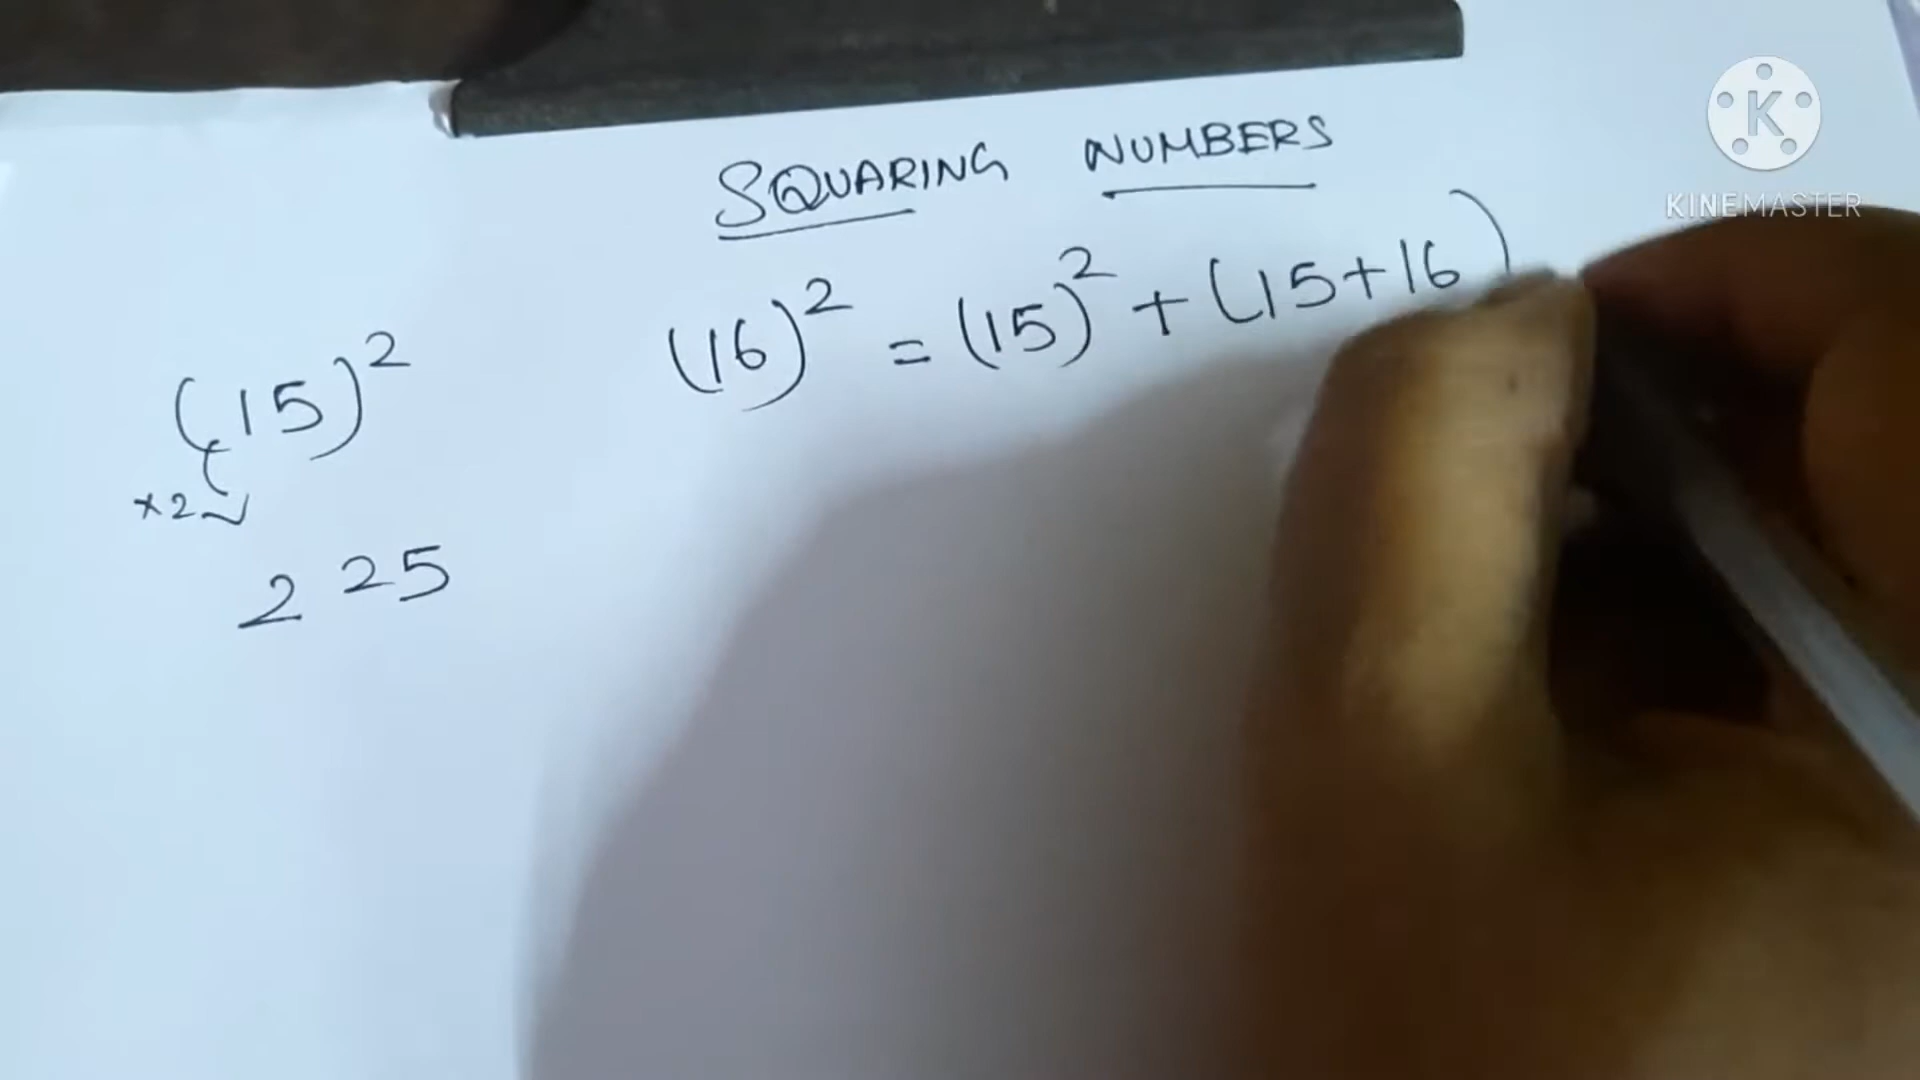 SQUARING NUMBERS
(16)² = (15)² + (15+16)
(15)²
×2
225
KINEMASTER